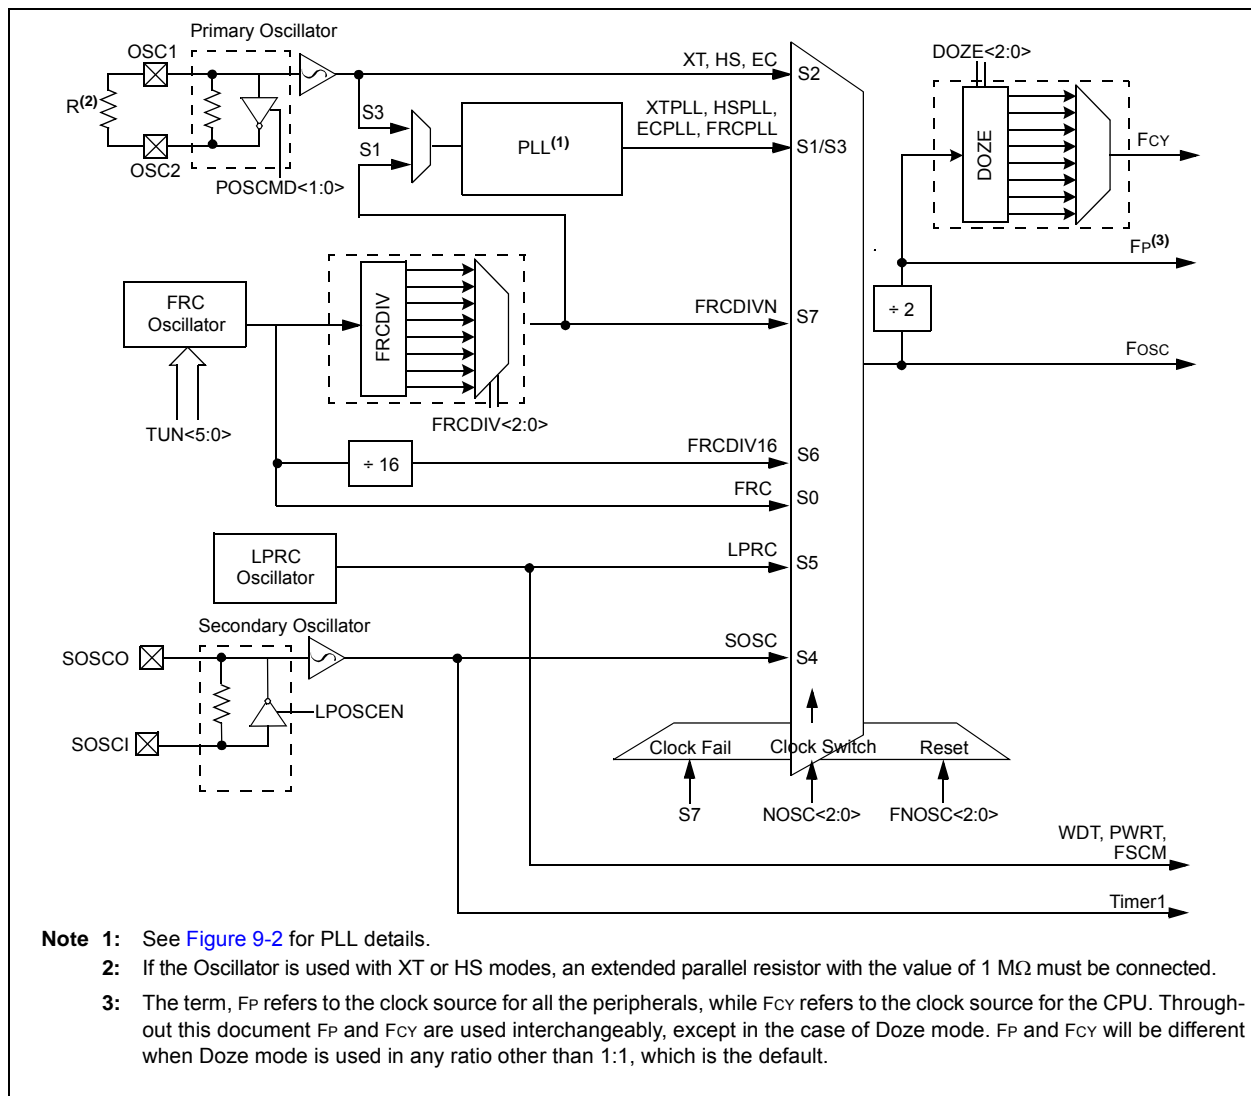 Primary Oscillator
OSC1
R(2)
OSC2
POSCMD<1:0>
S3
S1
PLL(1)
XT, HS, EC
XTPLL, HSPLL,
ECPLL, FRCPLL
S2
S1/S3
DOZE<2:0>
DOZE
FCY
FP(3)
÷ 2
FOSC
FRC
Oscillator
TUN<5:0>
FRCDIV
FRCDIV<2:0>
FRCDIVN
S7
÷ 16
FRCDIV16
S6
FRC
S0
LPRC
Oscillator
LPRC
S5
Secondary Oscillator
SOSCO
SOSCI
LPOSCEN
SOSC
S4
Clock Fail
Clock Switch
Reset
S7
NOSC<2:0>
FNOSC<2:0>
WDT, PWRT,
FSCM
Timer1
Note 1: See Figure 9-2 for PLL details.
2: If the Oscillator is used with XT or HS modes, an extended parallel resistor with the value of 1 MΩ must be connected.
3: The term, FP refers to the clock source for all the peripherals, while FCY refers to the clock source for the CPU. Through-
out this document FP and FCY are used interchangeably, except in the case of Doze mode. FP and FCY will be different
when Doze mode is used in any ratio other than 1:1, which is the default.